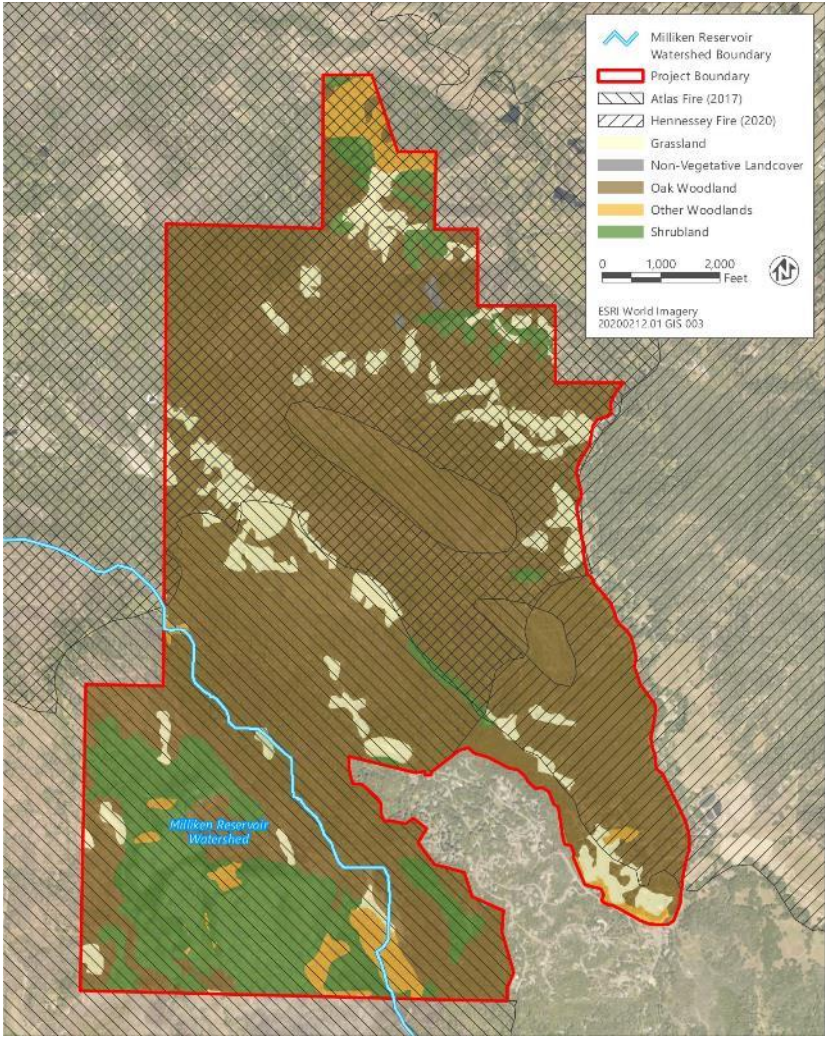 Milliken Reservoir
Watershed Boundary
Project Boundary
Atlas Fire (2017)
Hennessey Fire (2020)
Grassland
Non-Vegetative Landcover
Oak Woodland
Other Woodlands
Shrubland
0 1,000 2,000
Feet
N
ESRI World Imagery
20200212.01 GIS 003
Milliken Reservoir
Watershed